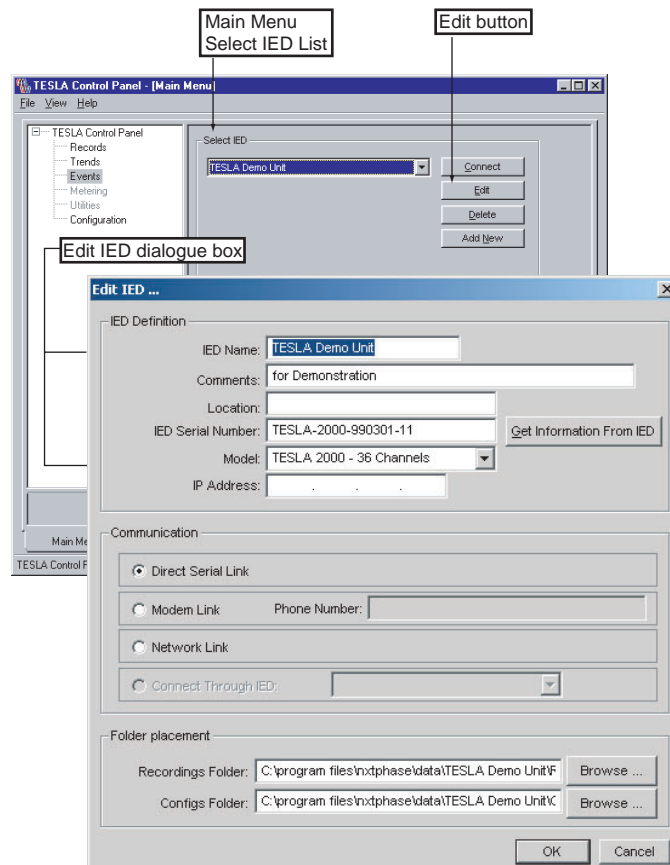 Main Menu
Select IED List
Edit button
TESLA Control Panel - [Main Menu]
File View Help
TESLA Control Panel
Records
Trends
Events
Metering
Utilities
Configuration
Select IED
TESLA Demo Unit
Connect
Edit
Delete
Add New
Edit IED dialogue box
Main Me
TESLA Control
Edit IED ...
IED Definition
IED Name: TESLA Demo Unit
Comments: for Demonstration
Location:
IED Serial Number: TESLA-2000-990301-11
Get Information From IED
Model: TESLA 2000 - 36 Channels
IP Address: . . .
Communication
Direct Serial Link
Modem Link Phone Number:
Network Link
Connect Through IED:
Folder placement
Recordings Folder: C:\program files\nxtphase\data\TESLA Demo Unit\ Browse ...
Configs Folder: C:\program files\nxtphase\data\TESLA Demo Unit\ Browse ...
OK Cancel